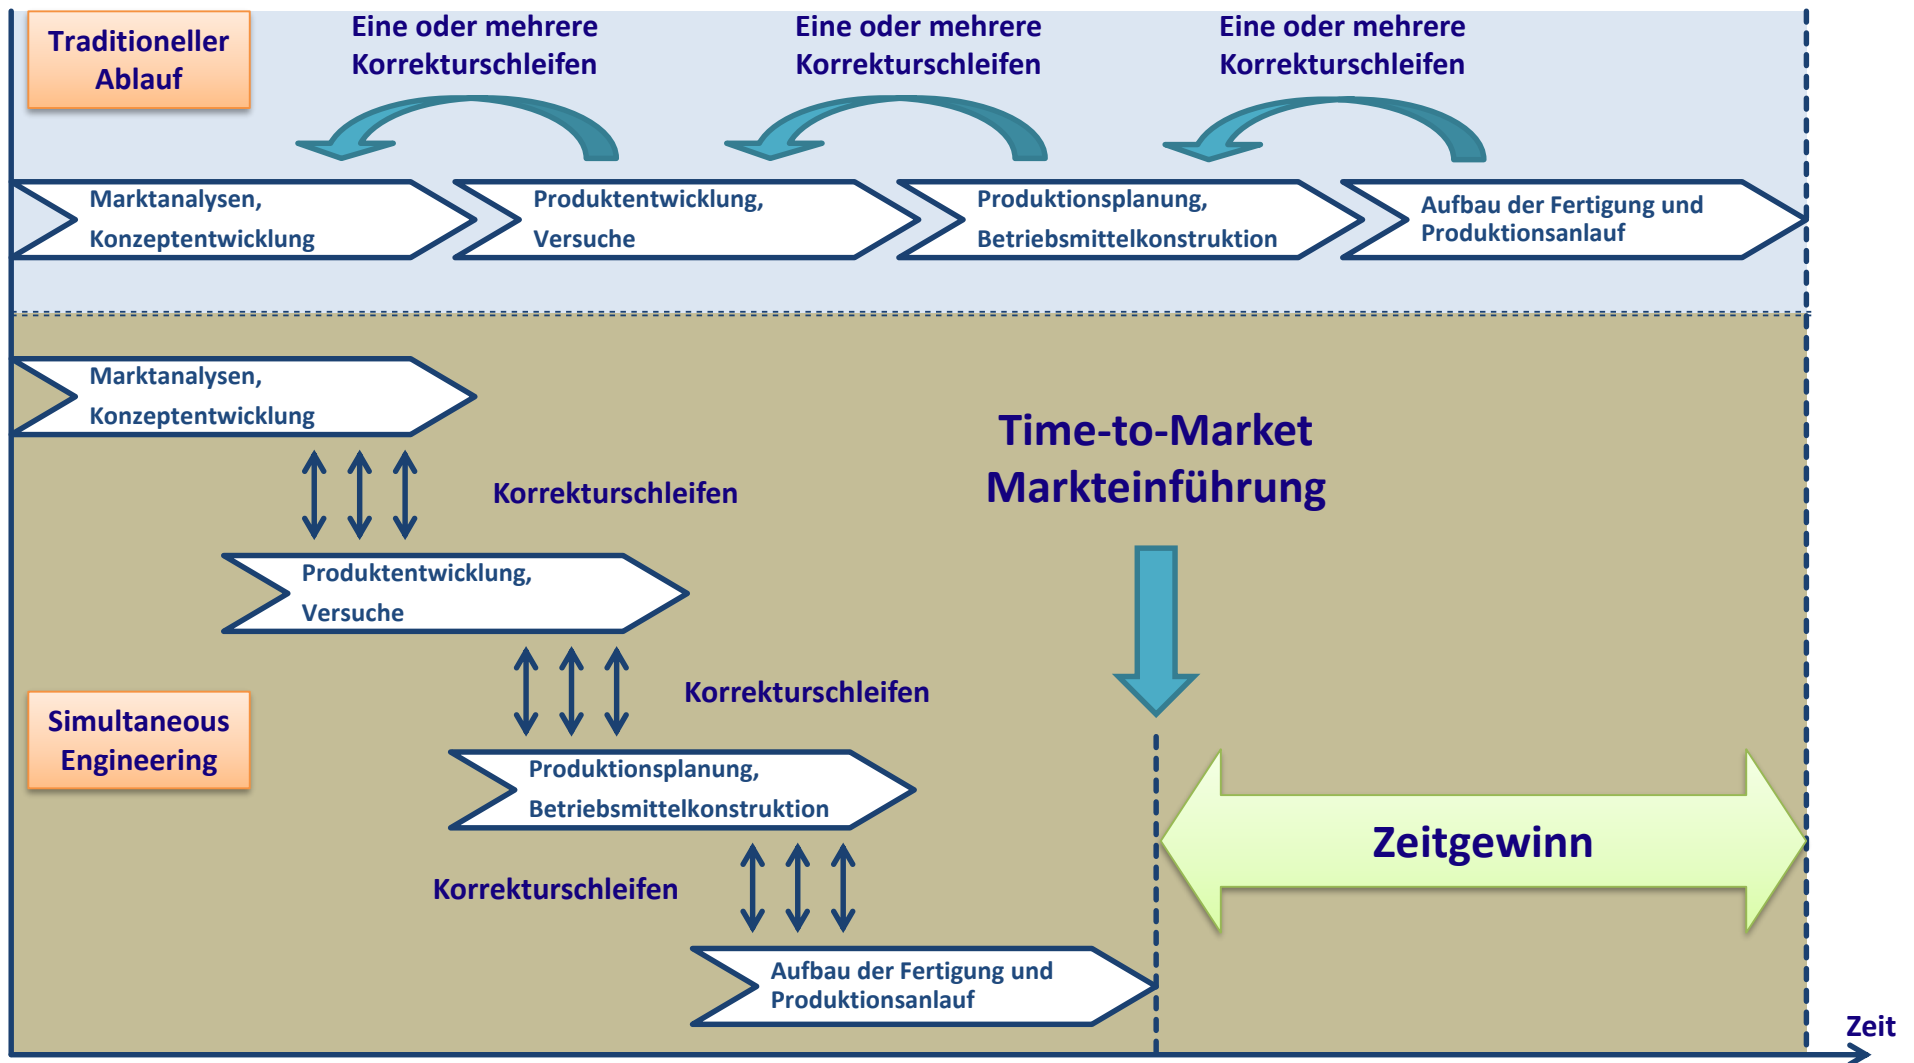 Traditioneller
Ablauf
Eine oder mehrere
Korrekturschleifen
Eine oder mehrere
Korrekturschleifen
Eine oder mehrere
Korrekturschleifen
Marktanalysen,
Konzeptentwicklung
Produktentwicklung,
Versuche
Produktionsplanung,
Betriebsmittelkonstruktion
Aufbau der Fertigung und
Produktionsanlauf
Marktanalysen,
Konzeptentwicklung
Time-to-Market
Markteinführung
Korrekturschleifen
Produktentwicklung,
Versuche
Korrekturschleifen
Simultaneous
Engineering
Produktionsplanung,
Betriebsmittelkonstruktion
Zeitgewinn
Korrekturschleifen
Aufbau der Fertigung und
Produktionsanlauf
Zeit